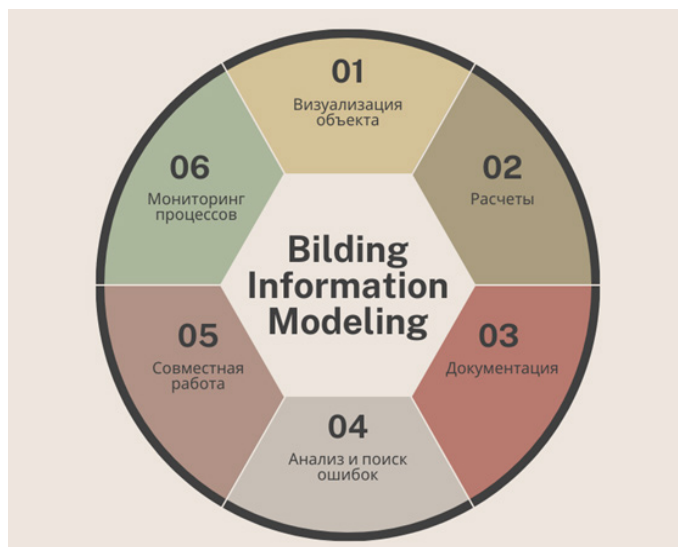 01
Визуализация
объекта
02
Расчеты
03
Документация
04
Анализ и поиск
ошибок
05
Совместная
работа
06
Мониторинг
процессов
Bilding
Information
Modeling